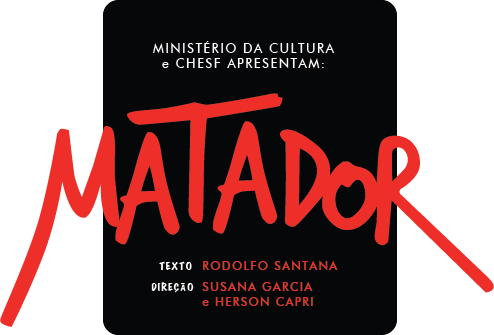 MINISTÉRIO DA CULTURA
e CHESF APRESENTAM:
MATADOR
TEXTO RODOLFO SANTANA
DIREÇÃO SUSANA GARCIA
e HERSON CAPRI